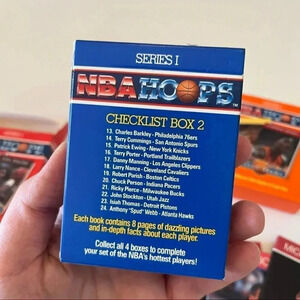 SERIES I
NBA HOOPS
TM
CHECKLIST BOX 2
13. Charles Barkley - Philadelphia 76ers
14. Terry Cummings - San Antonio Spurs
15. Patrick Ewing - New York Knicks
16. Terry Porter - Portland Trailblazers
17. Danny Manning - Los Angeles Clippers
18. Larry Nance - Cleveland Cavaliers
19. Robert Parish - Boston Celtics
20. Chuck Person - Indiana Pacers
21. Ricky Pierce - Milwaukee Bucks
22. John Stockton - Utah Jazz
23. Isiah Thomas - Detroit Pistons
24. Anthony "Spud" Webb - Atlanta Hawks
Each book contains 8 pages of dazzling pictures
and in-depth facts about each player.
Collect all 4 boxes to complete
your set of the NBA's hottest players!